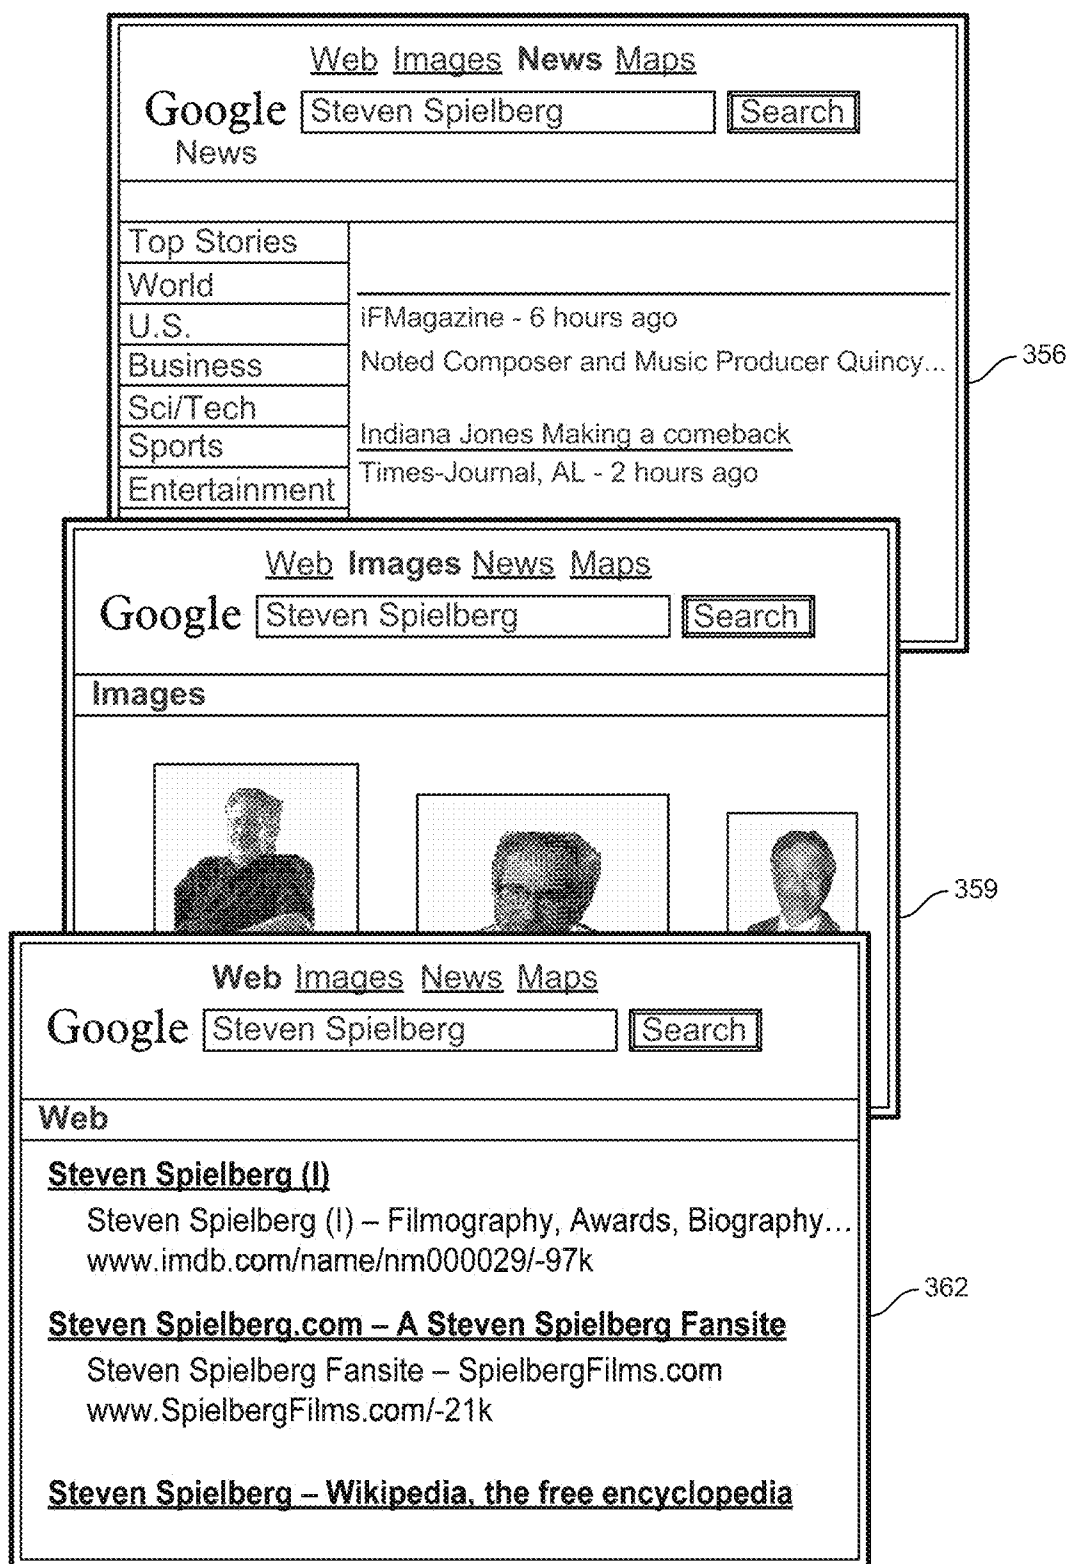 Web Images News Maps
Google Steven Spielberg Search
News
Top Stories
World
U.S.
Business
Sci/Tech
Sports
Entertainment
iFMagazine - 6 hours ago
Noted Composer and Music Producer Quincy...
Indiana Jones Making a comeback
Times-Journal, AL - 2 hours ago
356
Web Images News Maps
Google Steven Spielberg Search
Images
359
Web Images News Maps
Google Steven Spielberg Search
Web
Steven Spielberg (I)
Steven Spielberg (I) – Filmography, Awards, Biography...
www.imdb.com/name/nm000029/-97k
Steven Spielberg.com – A Steven Spielberg Fansite
Steven Spielberg Fansite – SpielbergFilms.com
www.SpielbergFilms.com/-21k
Steven Spielberg – Wikipedia, the free encyclopedia
362